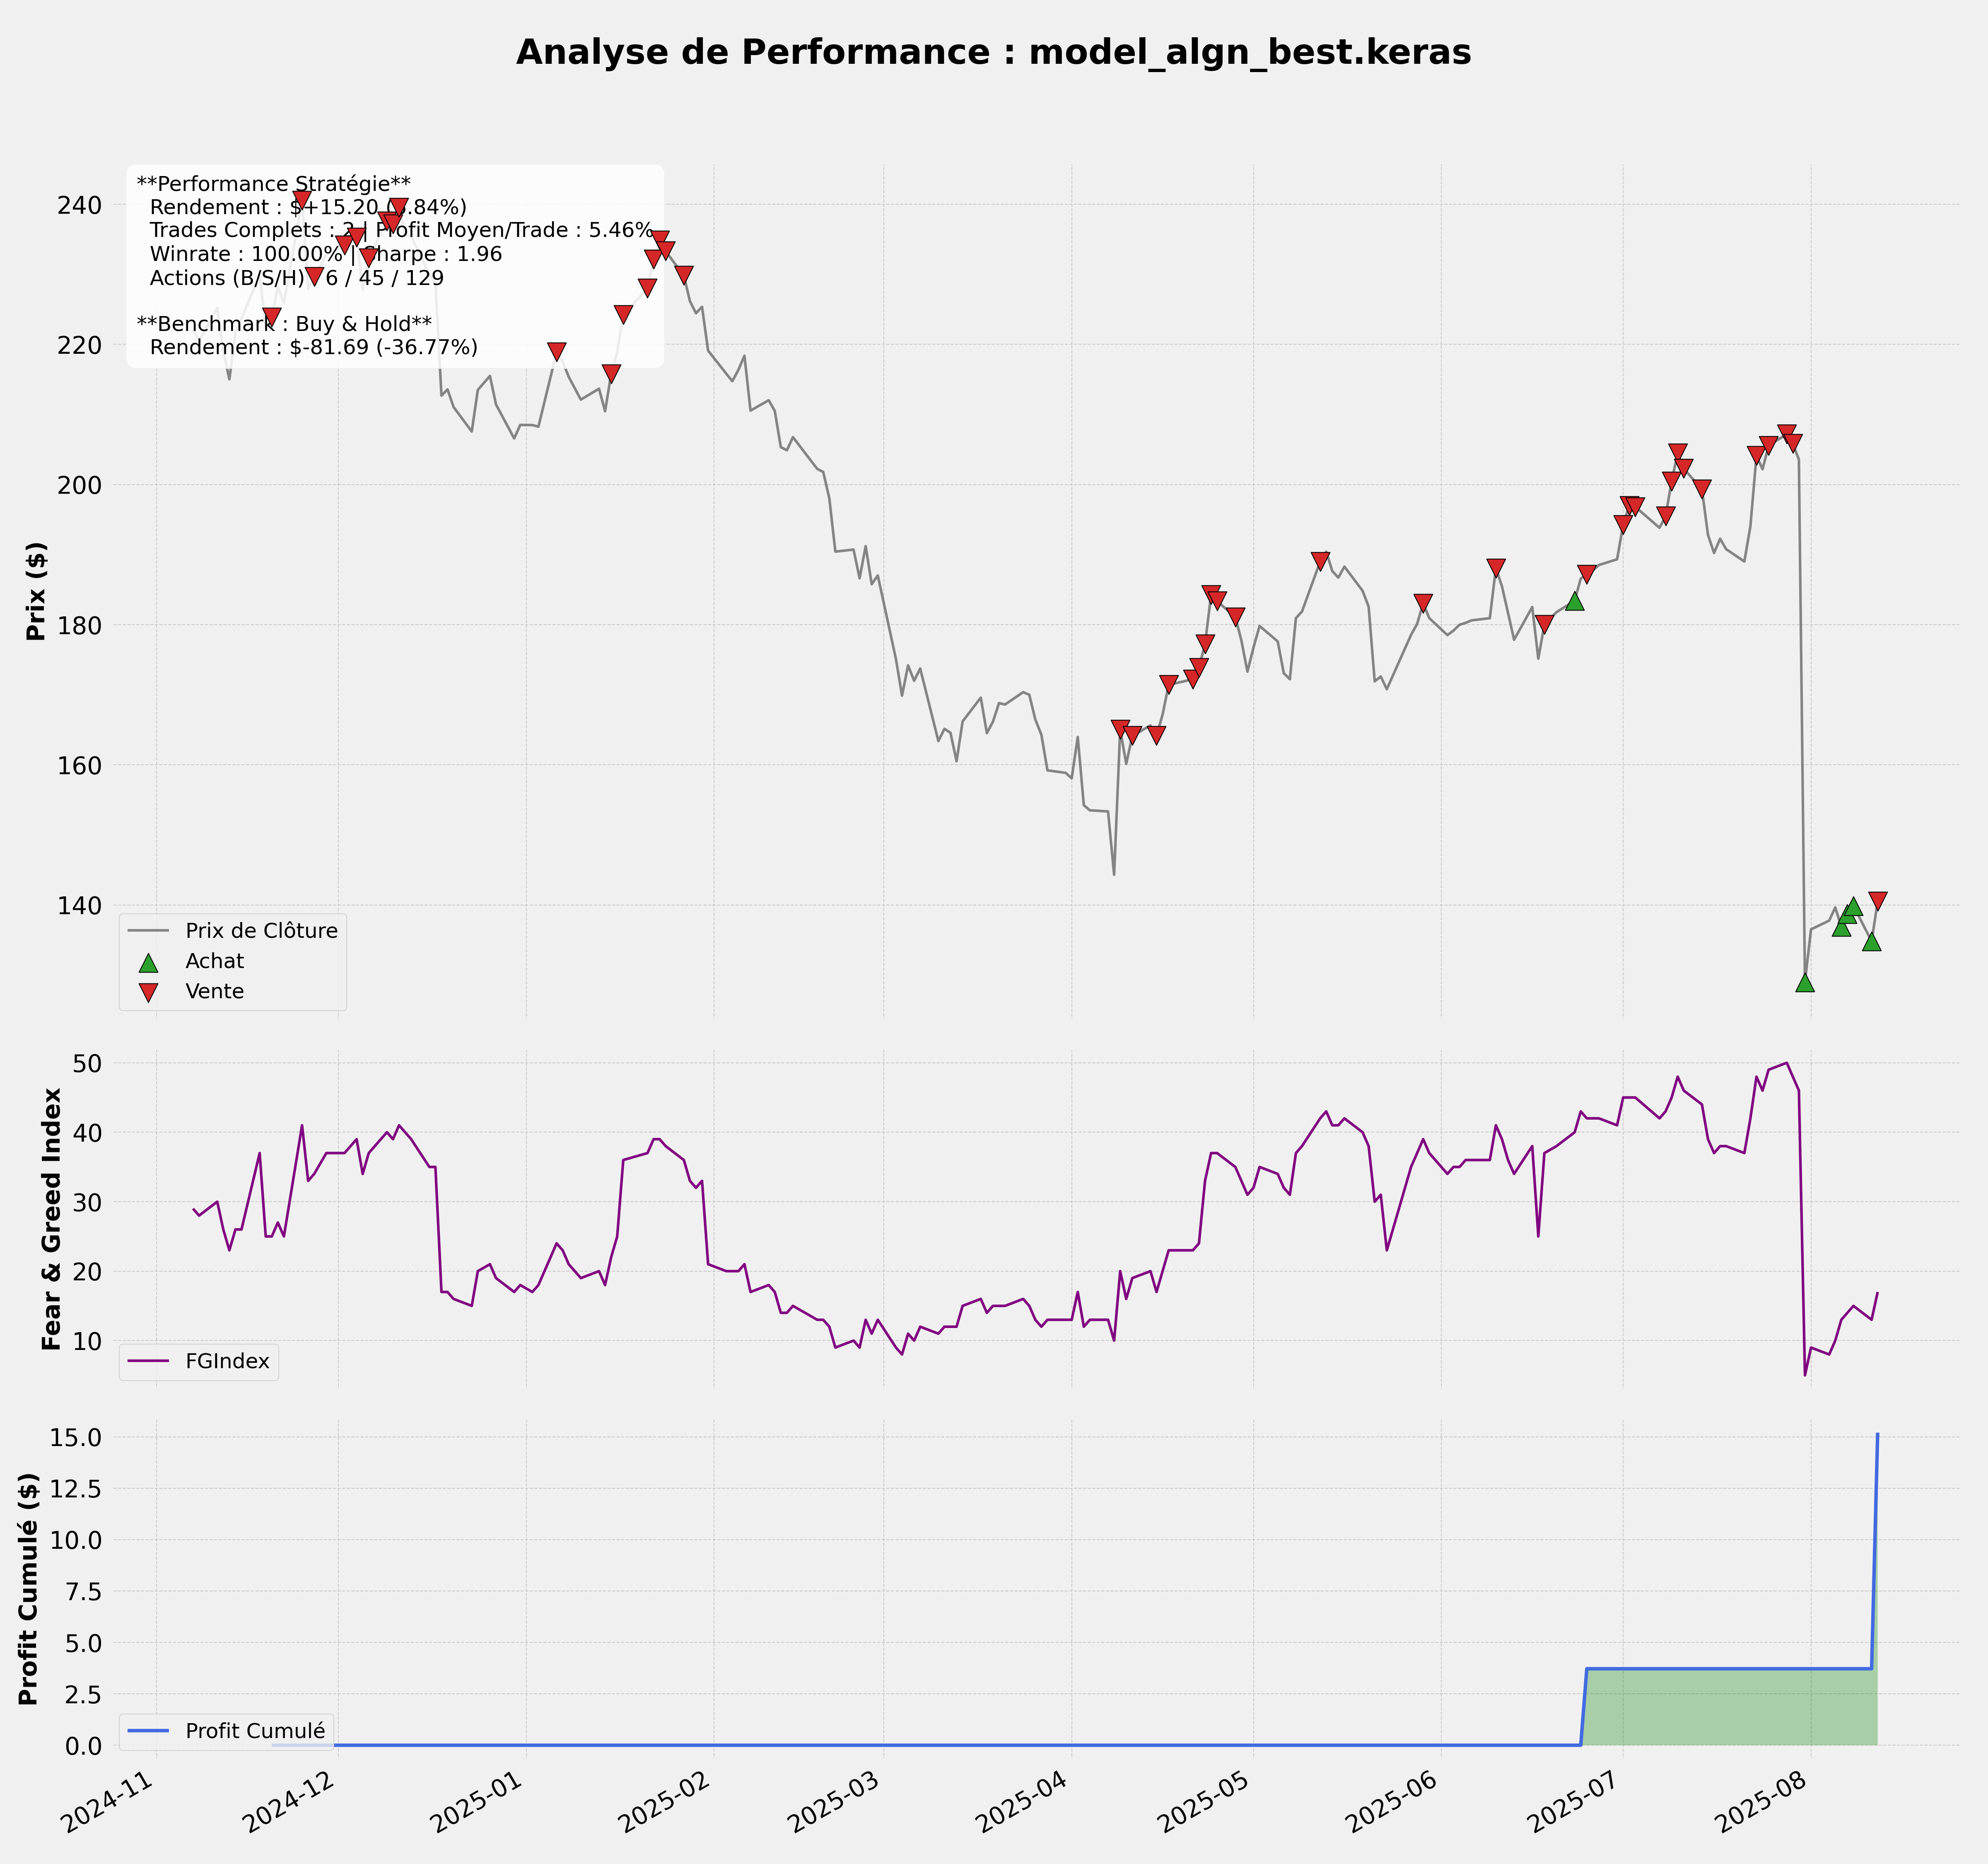 Analyse de Performance : model_algn_best.keras
**Performance Stratégie**
Rendement : $+15.20 (6.84%)
Trades Complets : 2 | Profit Moyen/Trade : 5.46%
Winrate : 100.00% | Sharpe : 1.96
Actions (B/S/H) : 6 / 45 / 129
**Benchmark : Buy & Hold**
Rendement : $-81.69 (-36.77%)
240
220
200
180
160
140
Prix ($)
Prix de Clôture
Achat
Vente
50
40
30
20
10
Fear & Greed Index
FGIndex
15.0
12.5
10.0
7.5
5.0
2.5
0.0
Profit Cumulé ($)
Profit Cumulé
2024-11
2024-12
2025-01
2025-02
2025-03
2025-04
2025-05
2025-06
2025-07
2025-08